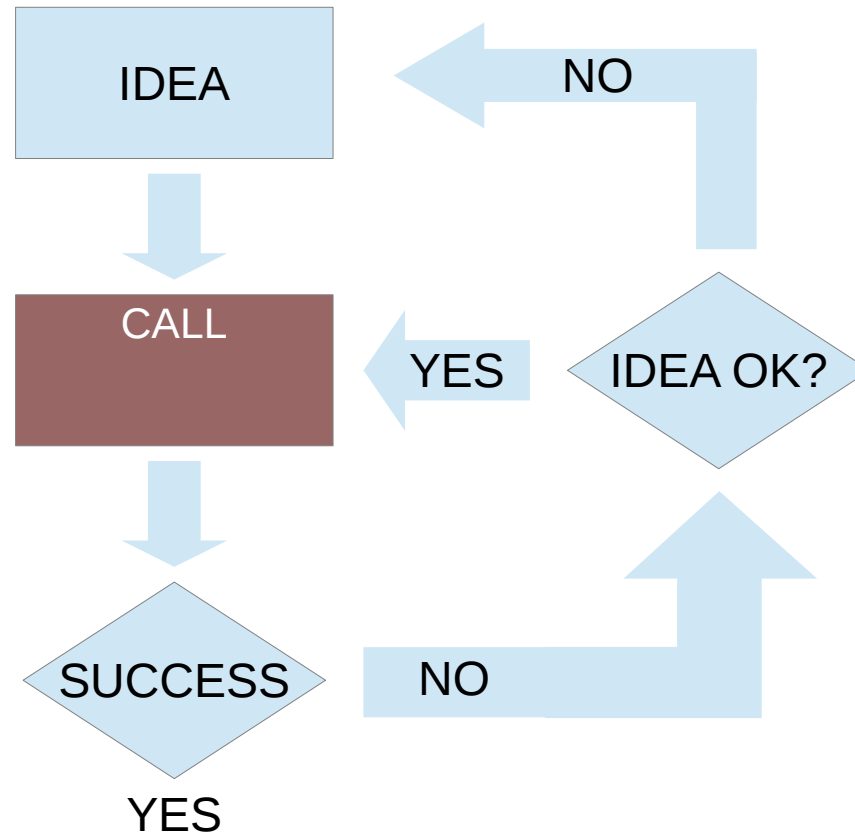 IDEA
NO
CALL
YES
IDEA OK?
SUCCESS
NO
YES